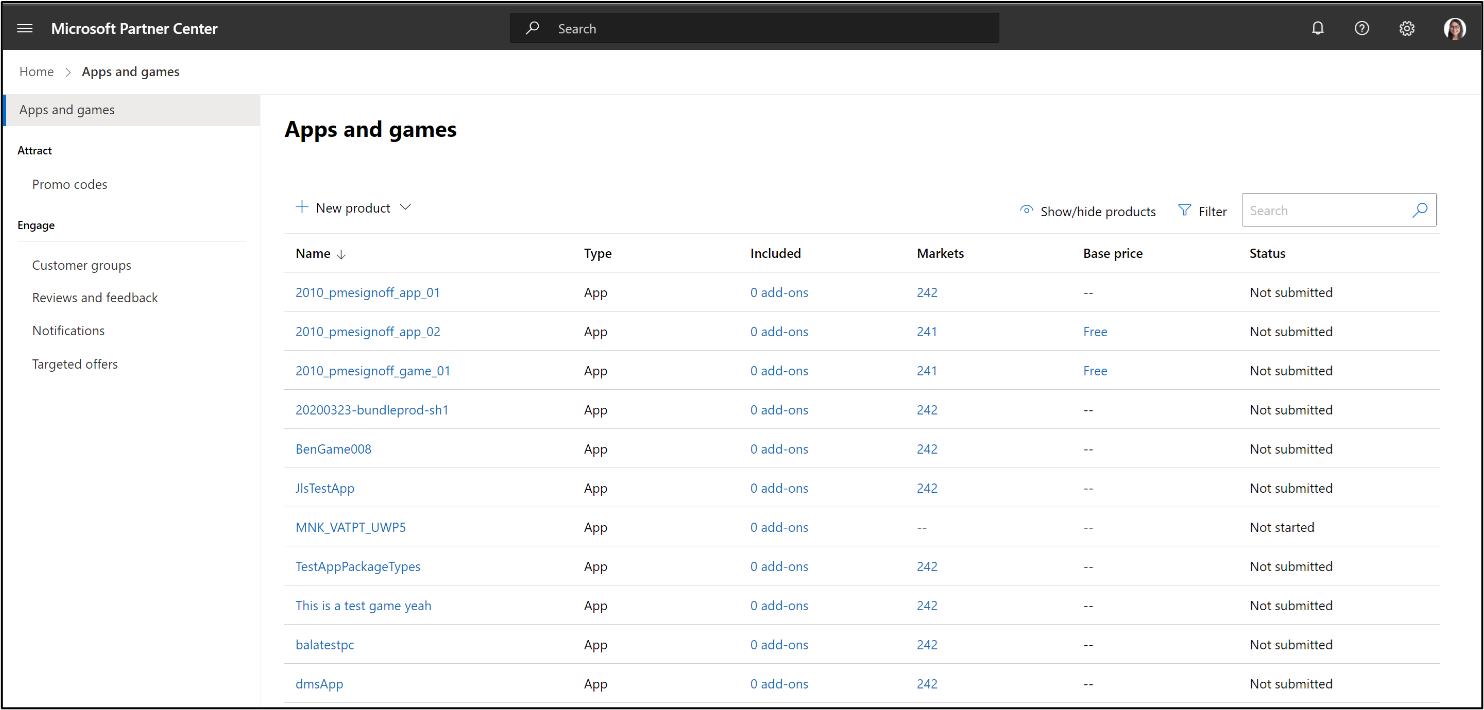 Microsoft Partner Center Search
Home > Apps and games
Apps and games
Attract
Promo codes
Engage
Customer groups
Reviews and feedback
Notifications
Targeted offers
Apps and games
New product Show/hide products Filter Search
Name ↓ Type Included Markets Base price Status
2010_pmesignoff_app_01 App 0 add-ons 242 -- Not submitted
2010_pmesignoff_app_02 App 0 add-ons 241 Free Not submitted
2010_pmesignoff_game_01 App 0 add-ons 241 Free Not submitted
20200323-bundleprod-sh1 App 0 add-ons 242 -- Not submitted
BenGame008 App 0 add-ons 242 -- Not submitted
JlsTestApp App 0 add-ons 242 -- Not submitted
MNK_VATPT_UWP5 App 0 add-ons -- -- Not started
TestAppPackageTypes App 0 add-ons 242 -- Not submitted
This is a test game yeah App 0 add-ons 242 -- Not submitted
balatestpc App 0 add-ons 242 -- Not submitted
dmsApp App 0 add-ons 242 -- Not submitted